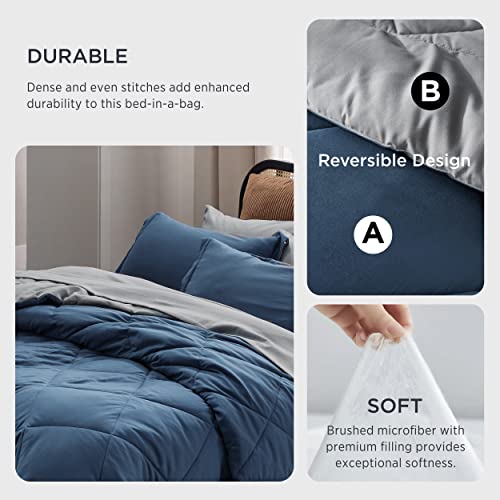 DURABLE
Dense and even stitches add enhanced
durability to this bed-in-a-bag.
B
Reversible Design
A
SOFT
Brushed microfiber with
premium filling provides
exceptional softness.